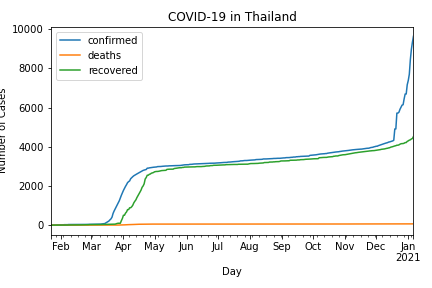 COVID-19 in Thailand
confirmed
deaths
recovered
10000
8000
6000
4000
2000
0
Number of Cases
Feb Mar Apr May Jun Jul Aug Sep Oct Nov Dec Jan
2021
Day